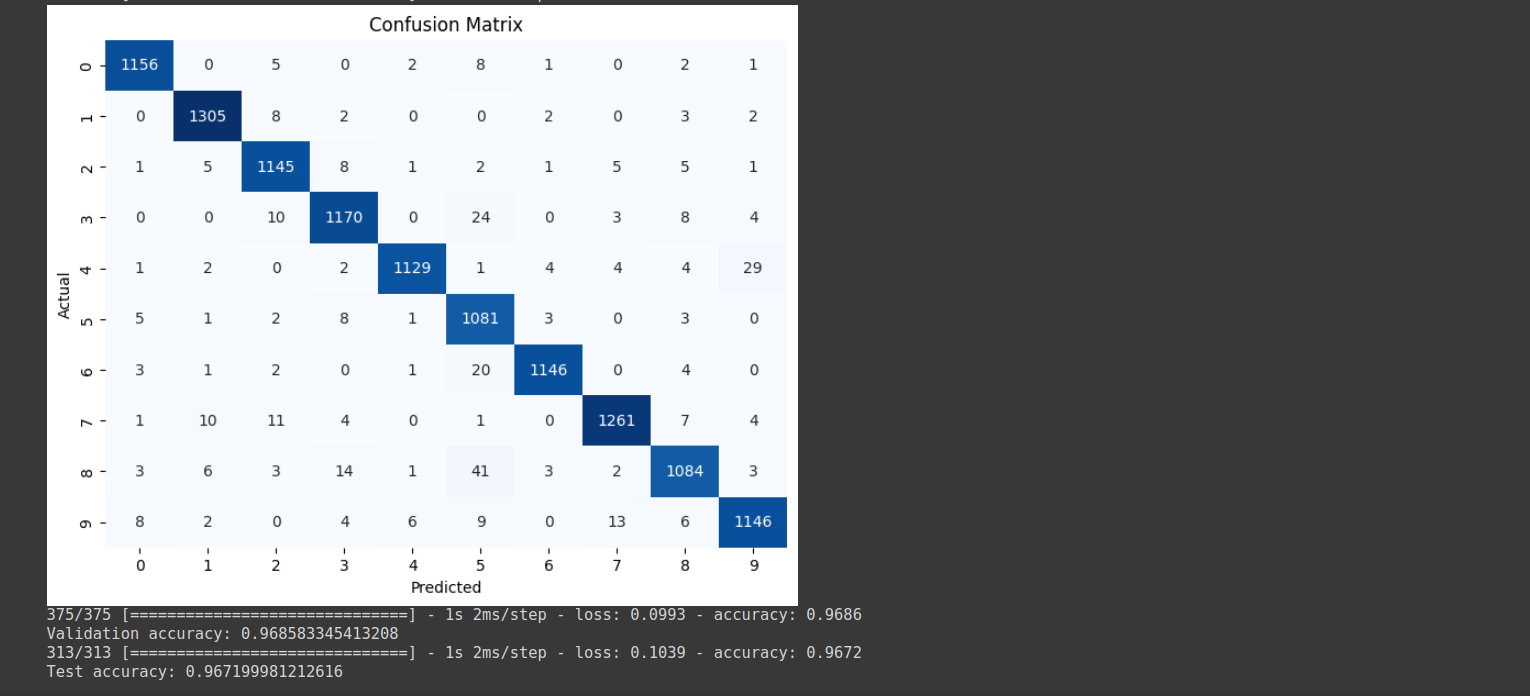 Confusion Matrix
0 1156 0 5 0 2 8 1 0 2 1
1 0 1305 8 2 0 0 2 0 3 2
2 1 5 1145 8 1 2 1 5 5 1
3 0 0 10 1170 0 24 0 3 8 4
4 1 2 0 2 1129 1 4 4 4 29
Actual
5 5 1 2 8 1 1081 3 0 3 0
6 3 1 2 0 1 20 1146 0 4 0
7 1 10 11 4 0 1 0 1261 7 4
8 3 6 3 14 1 41 3 2 1084 3
9 8 2 0 4 6 9 0 13 6 1146
0 1 2 3 4 5 6 7 8 9
Predicted
375/375 [==============================] - 1s 2ms/step - loss: 0.0993 - accuracy: 0.9686
Validation accuracy: 0.968583345413208
313/313 [==============================] - 1s 2ms/step - loss: 0.1039 - accuracy: 0.9672
Test accuracy: 0.967199981212616